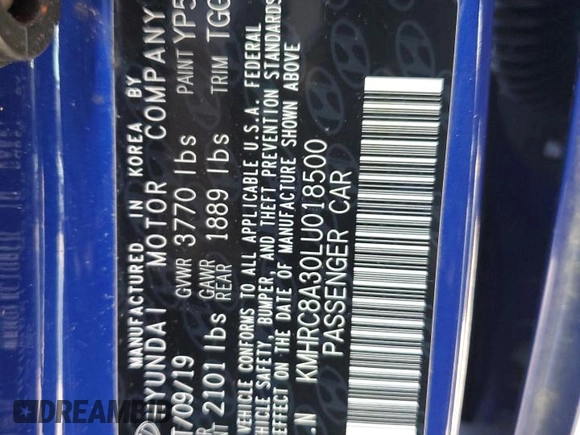 MANUFACTURED IN KOREA BY
HYUNDAI MOTOR COMPANY
T/09/19 GVWR 3770 lbs PAINT YP5
GAWR
2101 lbs REAR 1889 lbs TRIM TGG
VEHICLE CONFORMS TO ALL APPLICABLE U.S.A. FEDERAL
VEHICLE SAFETY, BUMPER, AND THEFT PREVENTION STANDARDS
EFFECT ON THE DATE OF MANUFACTURE SHOWN ABOVE
.N KMHRC8A30LU018500
PASSENGER CAR
DREAMBID